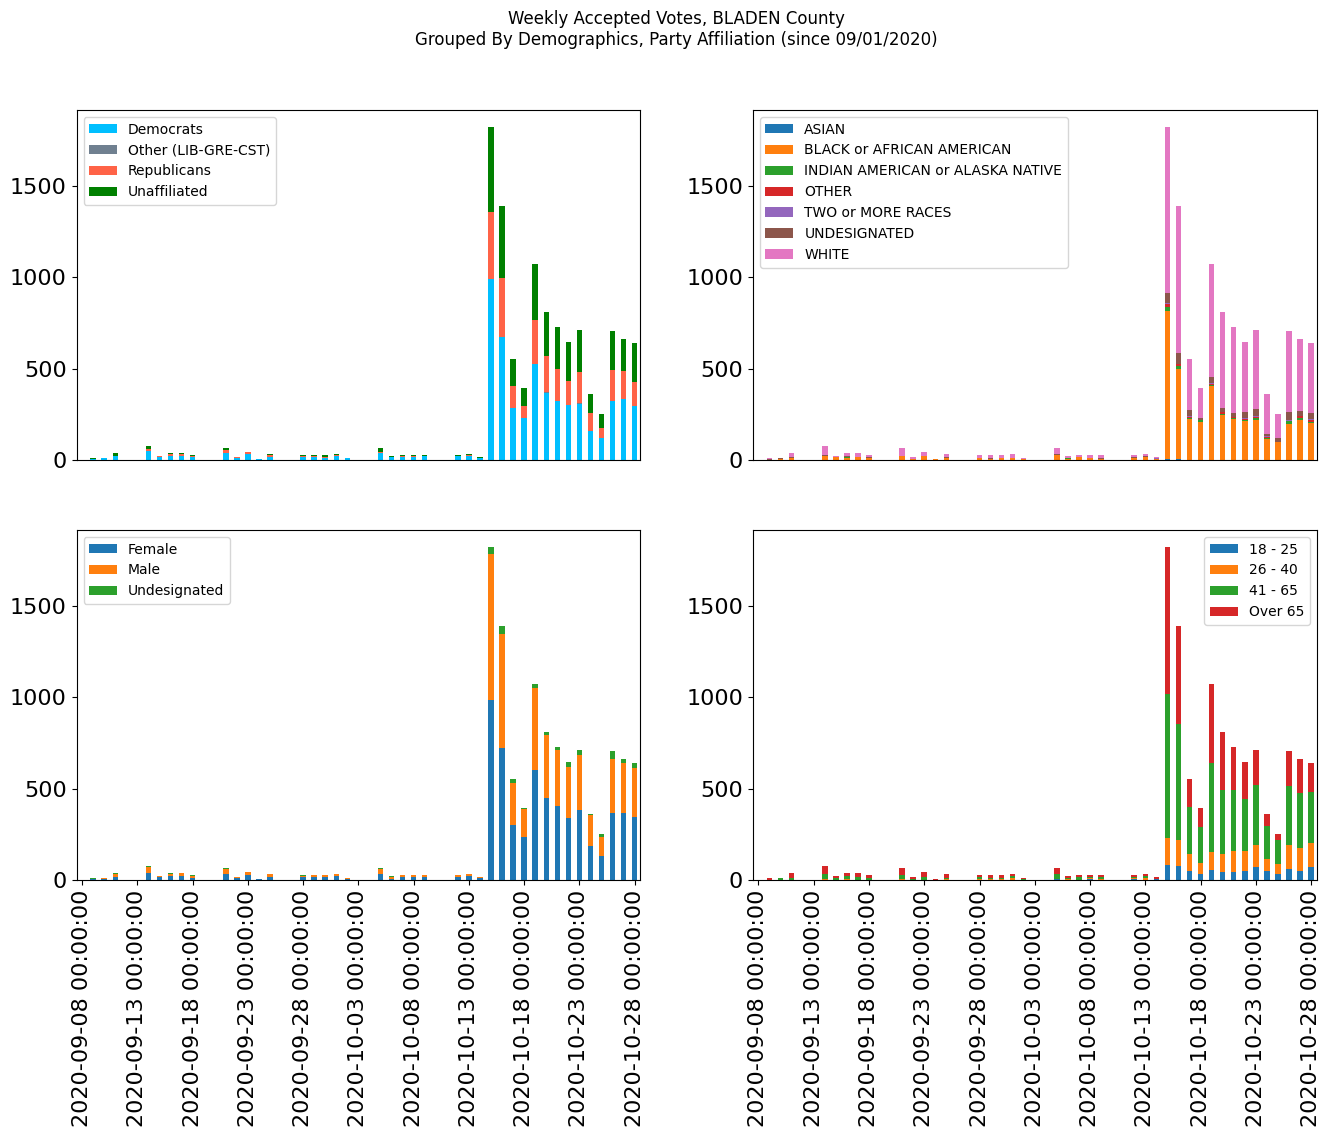 Weekly Accepted Votes, BLADEN County
Grouped By Demographics, Party Affiliation (since 09/01/2020)
Democrats
Other (LIB-GRE-CST)
Republicans
Unaffiliated
1500
1000
500
0
ASIAN
BLACK or AFRICAN AMERICAN
INDIAN AMERICAN or ALASKA NATIVE
OTHER
TWO or MORE RACES
UNDESIGNATED
WHITE
1500
1000
500
0
Female
Male
Undesignated
1500
1000
500
0
2020-09-08 00:00:00
2020-09-13 00:00:00
2020-09-18 00:00:00
2020-09-23 00:00:00
2020-09-28 00:00:00
2020-10-03 00:00:00
2020-10-08 00:00:00
2020-10-13 00:00:00
2020-10-18 00:00:00
2020-10-23 00:00:00
2020-10-28 00:00:00
18 - 25
26 - 40
41 - 65
Over 65
1500
1000
500
0
2020-09-08 00:00:00
2020-09-13 00:00:00
2020-09-18 00:00:00
2020-09-23 00:00:00
2020-09-28 00:00:00
2020-10-03 00:00:00
2020-10-08 00:00:00
2020-10-13 00:00:00
2020-10-18 00:00:00
2020-10-23 00:00:00
2020-10-28 00:00:00